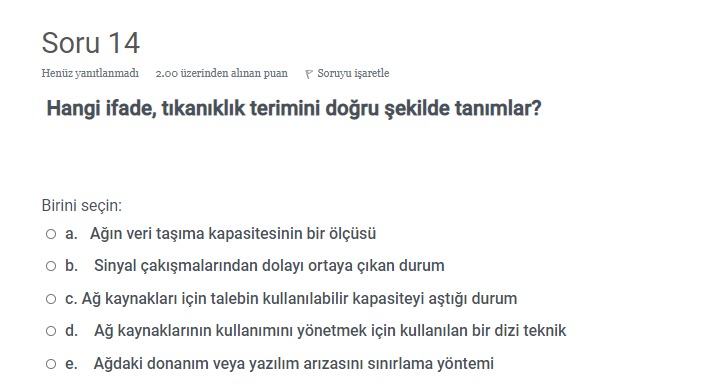 Soru 14
Henüz yanıtlanmadı 2.00 üzerinden alınan puan Soruyu işaretle
Hangi ifade, tıkanıklık terimini doğru şekilde tanımlar?
Birini seçin:
a. Ağın veri taşıma kapasitesinin bir ölçüsü
b. Sinyal çakışmalarından dolayı ortaya çıkan durum
c. Ağ kaynakları için talebin kullanılabilir kapasiteyi aştığı durum
d. Ağ kaynaklarının kullanımını yönetmek için kullanılan bir dizi teknik
e. Ağdaki donanım veya yazılım arızasını sınırlama yöntemi